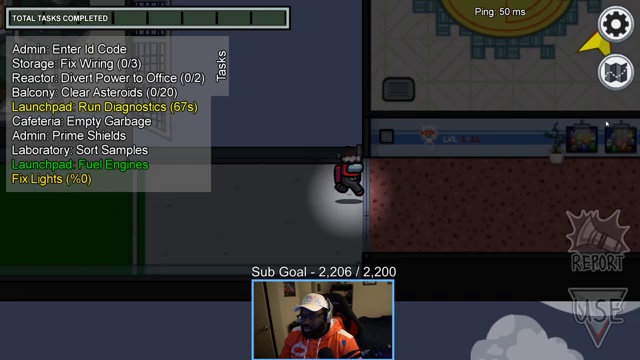 TOTAL TASKS COMPLETED
Ping: 50 ms
Tasks
Admin: Enter Id Code
Storage: Fix Wiring (0/3)
Reactor: Divert Power to Office (0/2)
Balcony: Clear Asteroids (0/20)
Launchpad: Run Diagnostics (67s)
Cafeteria: Empty Garbage
Admin: Prime Shields
Laboratory: Sort Samples
Launchpad: Fuel Engines
Fix Lights (%0)
LVL
REPORT
Sub Goal - 2,206 / 2,200
USE